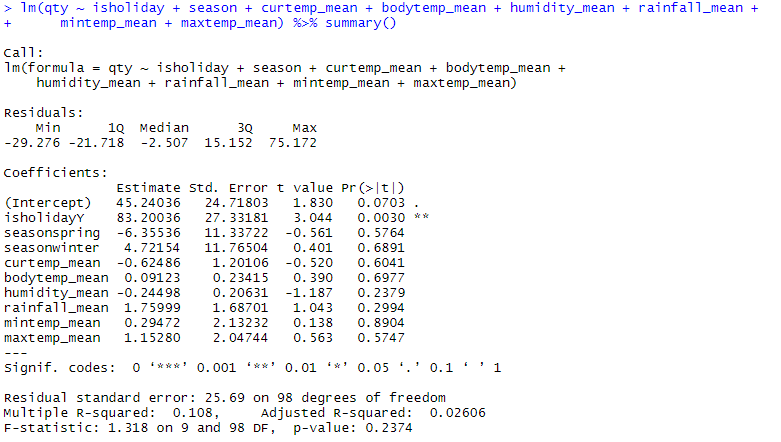 > lm(qty ~ isholiday + season + curtemp_mean + bodytemp_mean + humidity_mean + rainfall_mean +
+     mintemp_mean + maxtemp_mean) %>% summary()

Call:
lm(formula = qty ~ isholiday + season + curtemp_mean + bodytemp_mean +
    humidity_mean + rainfall_mean + mintemp_mean + maxtemp_mean)

Residuals:
    Min      1Q  Median      3Q     Max
-29.276 -21.718  -2.507  15.152  75.172

Coefficients:
              Estimate Std. Error t value Pr(>|t|)
(Intercept)   45.24036   24.71803   1.830   0.0703 .
isholidayY    83.20036   27.33181   3.044   0.0030 **
seasonspring  -6.35536   11.33722  -0.561   0.5764
seasonwinter   4.72154   11.76504   0.401   0.6891
curtemp_mean  -0.62486    1.20106  -0.520   0.6041
bodytemp_mean  0.09123    0.23415   0.390   0.6977
humidity_mean -0.24498    0.20631  -1.187   0.2379
rainfall_mean  1.75999    1.68701   1.043   0.2994
mintemp_mean   0.29472    2.13232   0.138   0.8904
maxtemp_mean   1.15280    2.04744   0.563   0.5747
---
Signif. codes:  0 ‘***’ 0.001 ‘**’ 0.01 ‘*’ 0.05 ‘.’ 0.1 ‘ ’ 1

Residual standard error: 25.69 on 98 degrees of freedom
Multiple R-squared:  0.108,     Adjusted R-squared:  0.02606
F-statistic: 1.318 on 9 and 98 DF,  p-value: 0.2374